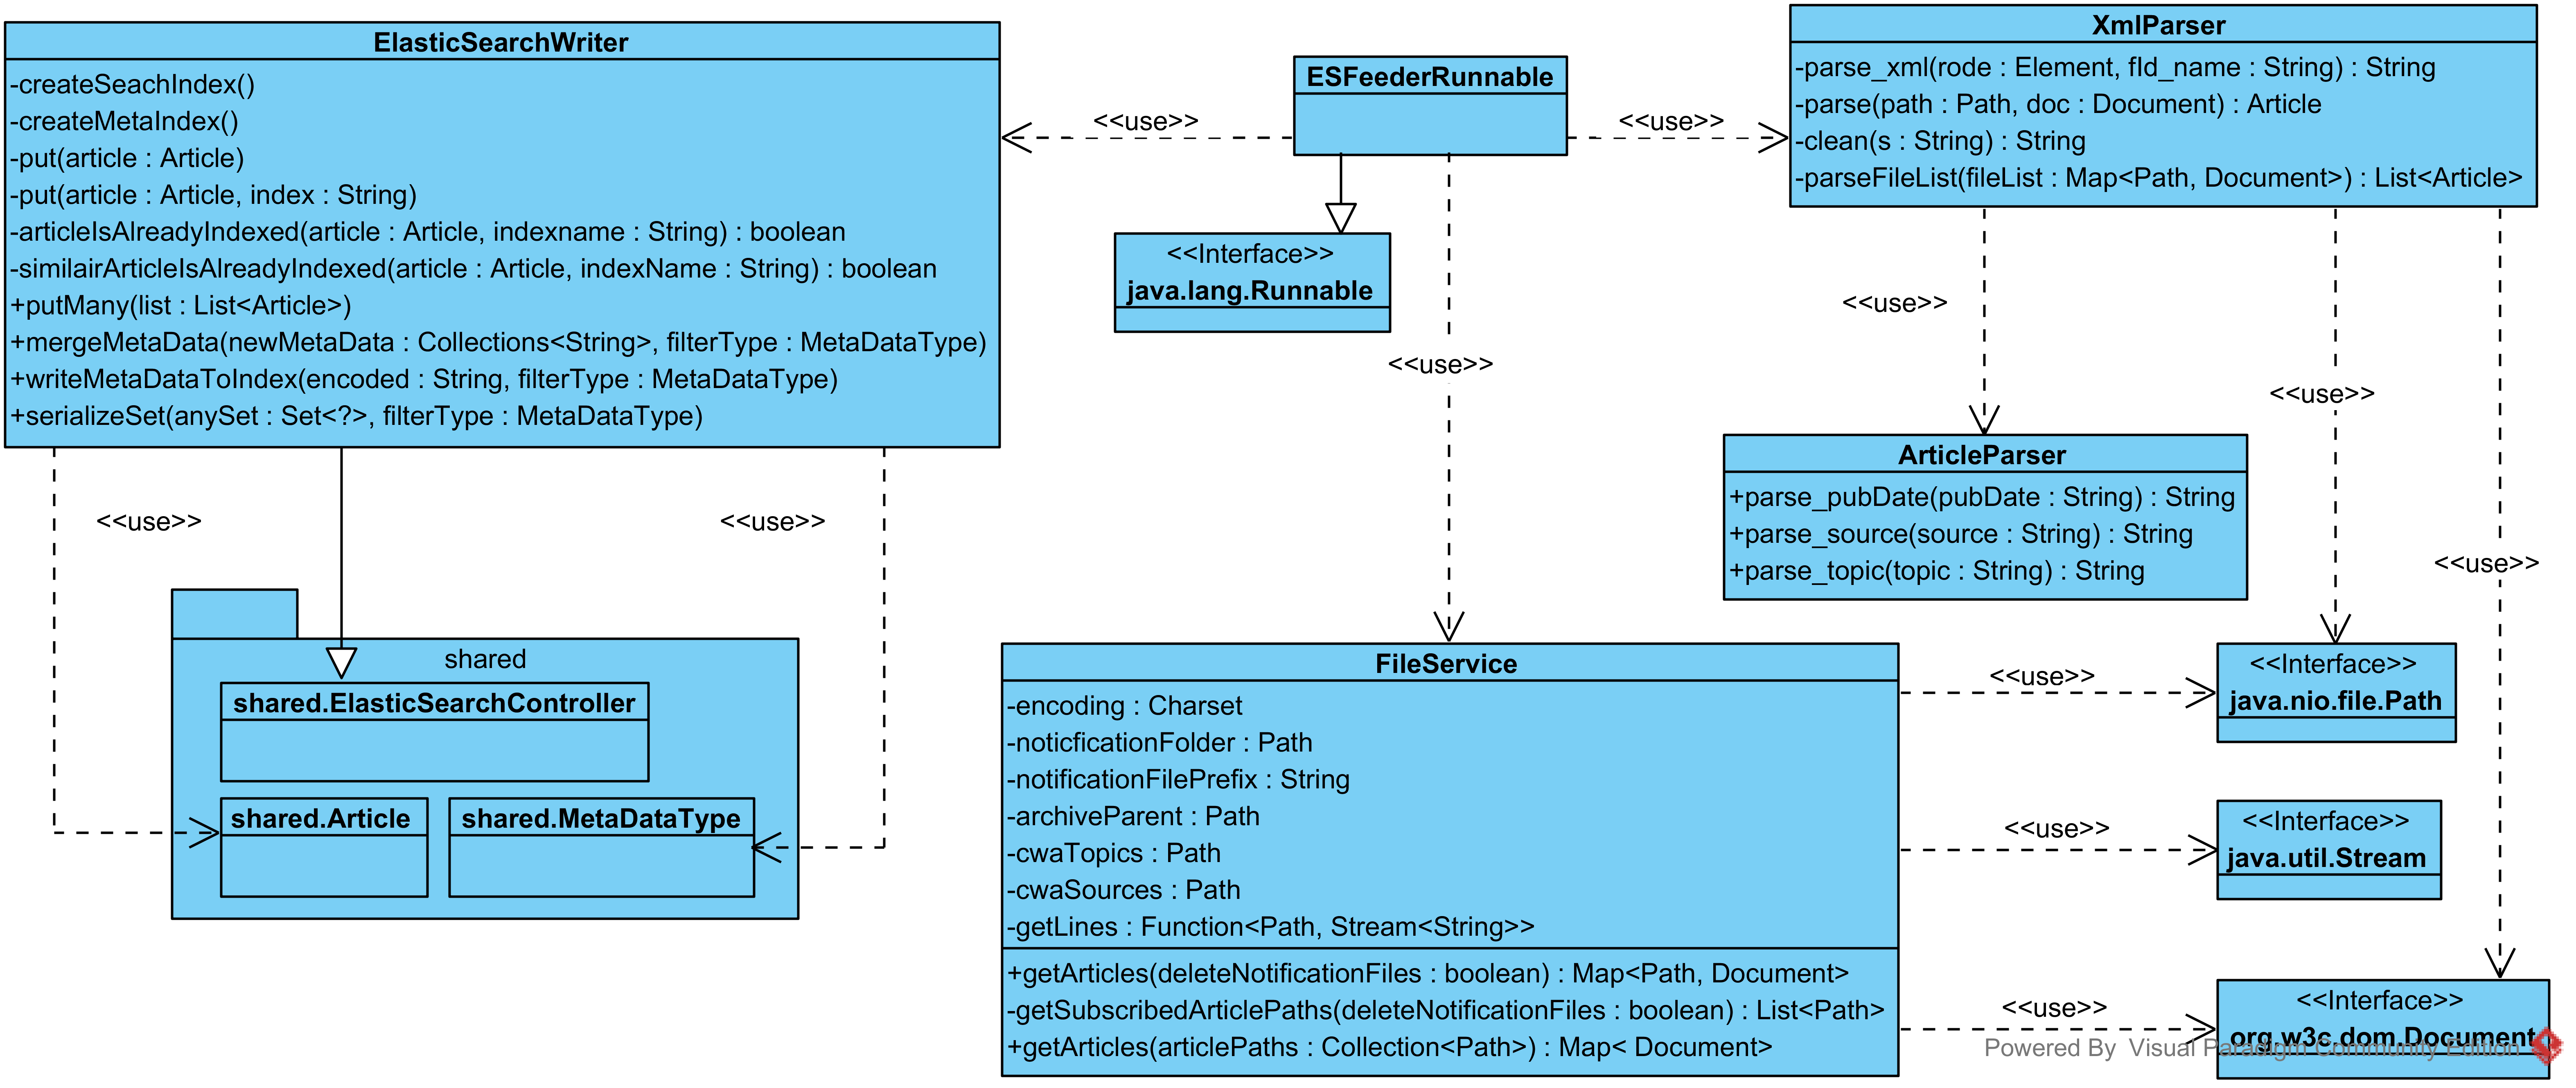 ElasticSearchWriter
-createSeachIndex()
-createMetaIndex()
-put(article : Article)
-put(article : Article, index : String)
-articleIsAlreadyIndexed(article : Article, indexname : String) : boolean
-similairArticleIsAlreadyIndexed(article : Article, indexName : String) : boolean
+putMany(list : List<Article>)
+mergeMetaData(newMetaData : Collections<String>, filterType : MetaDataType)
+writeMetaDataToIndex(encoded : String, filterType : MetaDataType)
+serializeSet(anySet : Set<?>, filterType : MetaDataType)
<<use>>
ESFeederRunnable
<<use>>
XmlParser
-parse_xml(rode : Element, fld_name : String) : String
-parse(path : Path, doc : Document) : Article
-clean(s : String) : String
-parseFileList(fileList : Map<Path, Document>) : List<Article>
<<Interface>>
java.lang.Runnable
<<use>>
<<use>>
<<use>>
<<use>>
ArticleParser
+parse_pubDate(pubDate : String) : String
+parse_source(source : String) : String
+parse_topic(topic : String) : String
<<use>>
<<use>>
shared
shared.ElasticSearchController
shared.Article
shared.MetaDataType
FileService
-encoding : Charset
-noticficationFolder : Path
-notificationFilePrefix : String
-archiveParent : Path
-cwaTopics : Path
-cwaSources : Path
-getLines : Function<Path, Stream<String>>
+getArticles(deleteNotificationFiles : boolean) : Map<Path, Document>
-getSubscribedArticlePaths(deleteNotificationFiles : boolean) : List<Path>
+getArticles(articlePaths : Collection<Path>) : Map< Document>
<<use>>
<<Interface>>
java.nio.file.Path
<<use>>
<<Interface>>
java.util.Stream
<<use>>
<<Interface>>
org.w3c.dom.Document
Powered By Visual Paradigm Community Edition